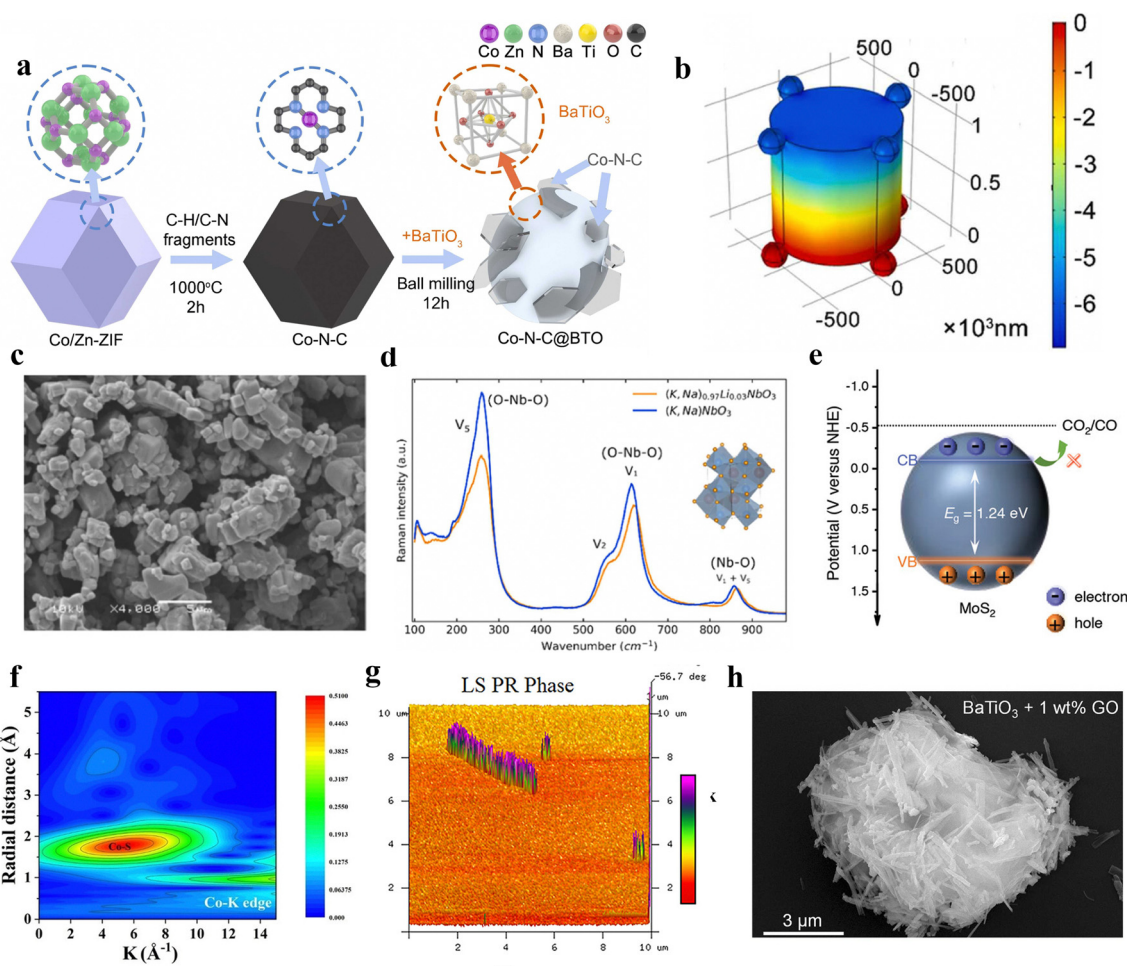 Co Zn N Ba Ti O C
a
BaTiO₃
Co-N-C
C-H/C-N
fragments
1000°C
2h
+BaTiO₃
Ball milling
12h
Co/Zn-ZIF
Co-N-C
Co-N-C@BTO
b
500
0
-500
1
0.5
0
500
0
-500
×10³nm
0
-1
-2
-3
-4
-5
-6
c
10kU X4,000 5µm
d
(K, Na)₀.₉₇Li₀.₀₃NbO₃
(K, Na)NbO₃
(O-Nb-O)
V₅
(O-Nb-O)
V₁
V₂
(Nb-O)
V₁ + V₅
Raman intensity (a.u.)
100 200 300 400 500 600 700 800 900
Wavenumber (cm⁻¹)
e
Potential (V versus NHE)
-1.0
-0.5
0.0
0.5
1.0
1.5
CO₂/CO
CB
Eg = 1.24 eV
VB
MoS₂
electron
hole
f
Radial distance (Å)
5
4
3
2
1
0
Co-S
Co-K edge
0 2 4 6 8 10 12 14
K (Å⁻¹)
0.5100
0.4463
0.3825
0.3188
0.2550
0.1913
0.1275
0.06375
0.000
g
LS PR Phase
-56.7 deg
um
10 um
8
6
4
2
10
8
6
4
2
2 4 6 8 10 um
h
BaTiO₃ + 1 wt% GO
3 µm